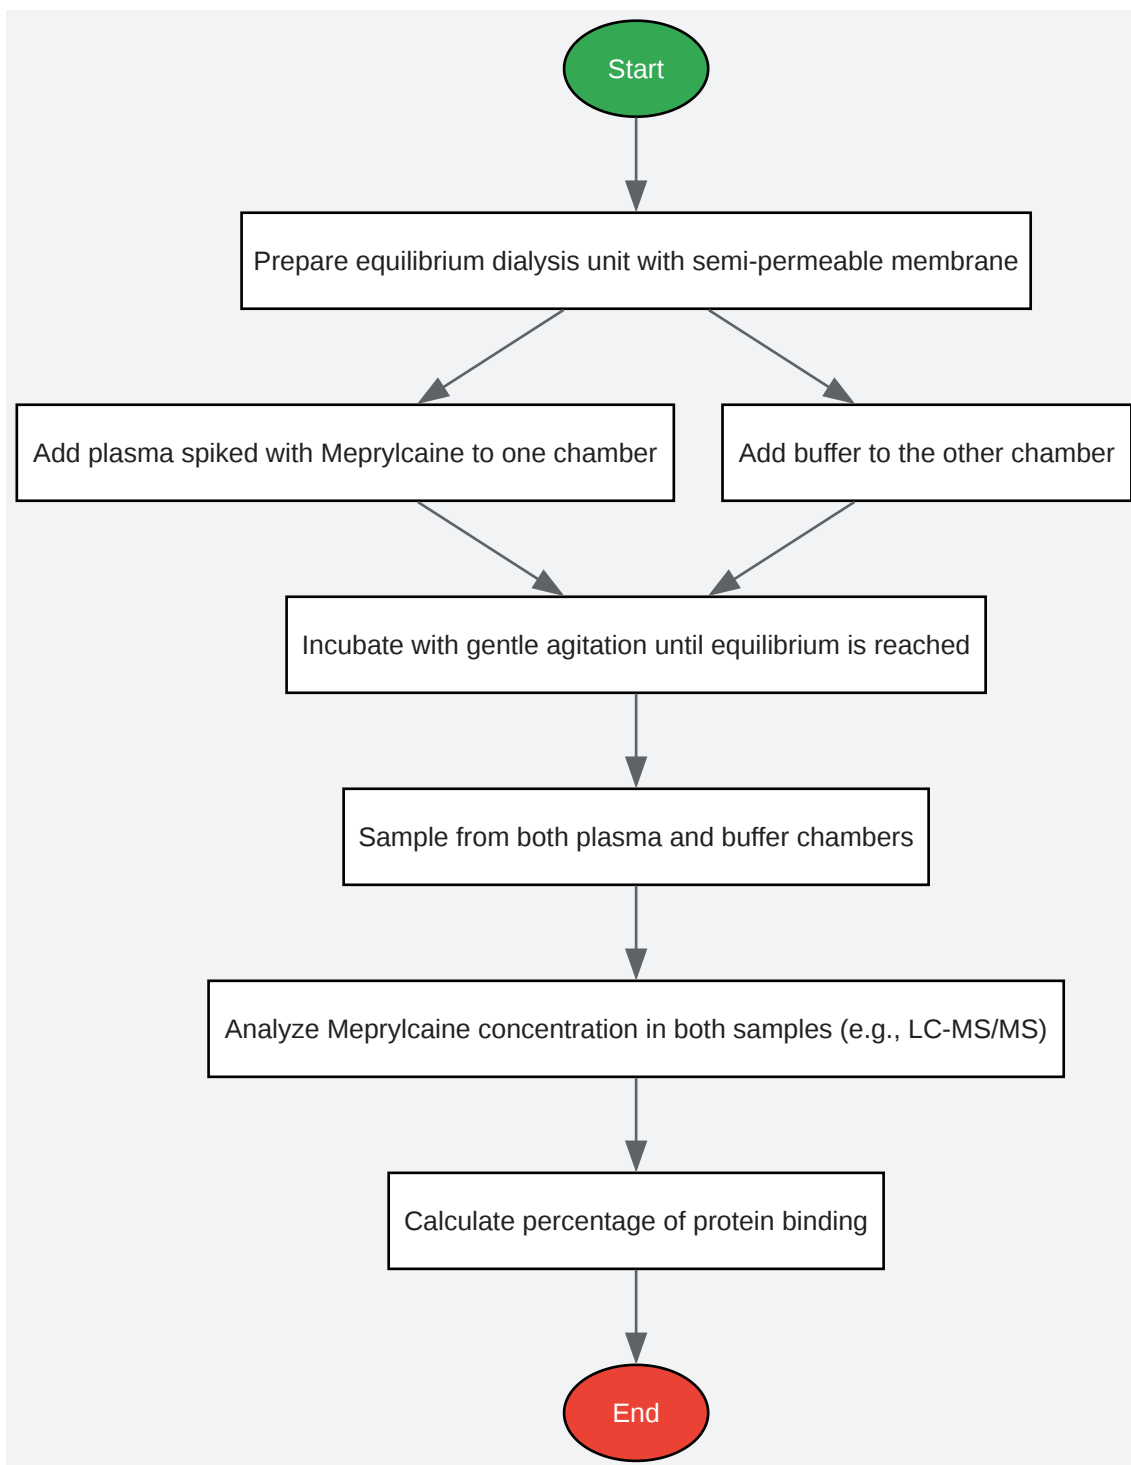 Start
Prepare equilibrium dialysis unit with semi-permeable membrane
Add plasma spiked with Meprylcaine to one chamber
Add buffer to the other chamber
Incubate with gentle agitation until equilibrium is reached
Sample from both plasma and buffer chambers
Analyze Meprylcaine concentration in both samples (e.g., LC-MS/MS)
Calculate percentage of protein binding
End